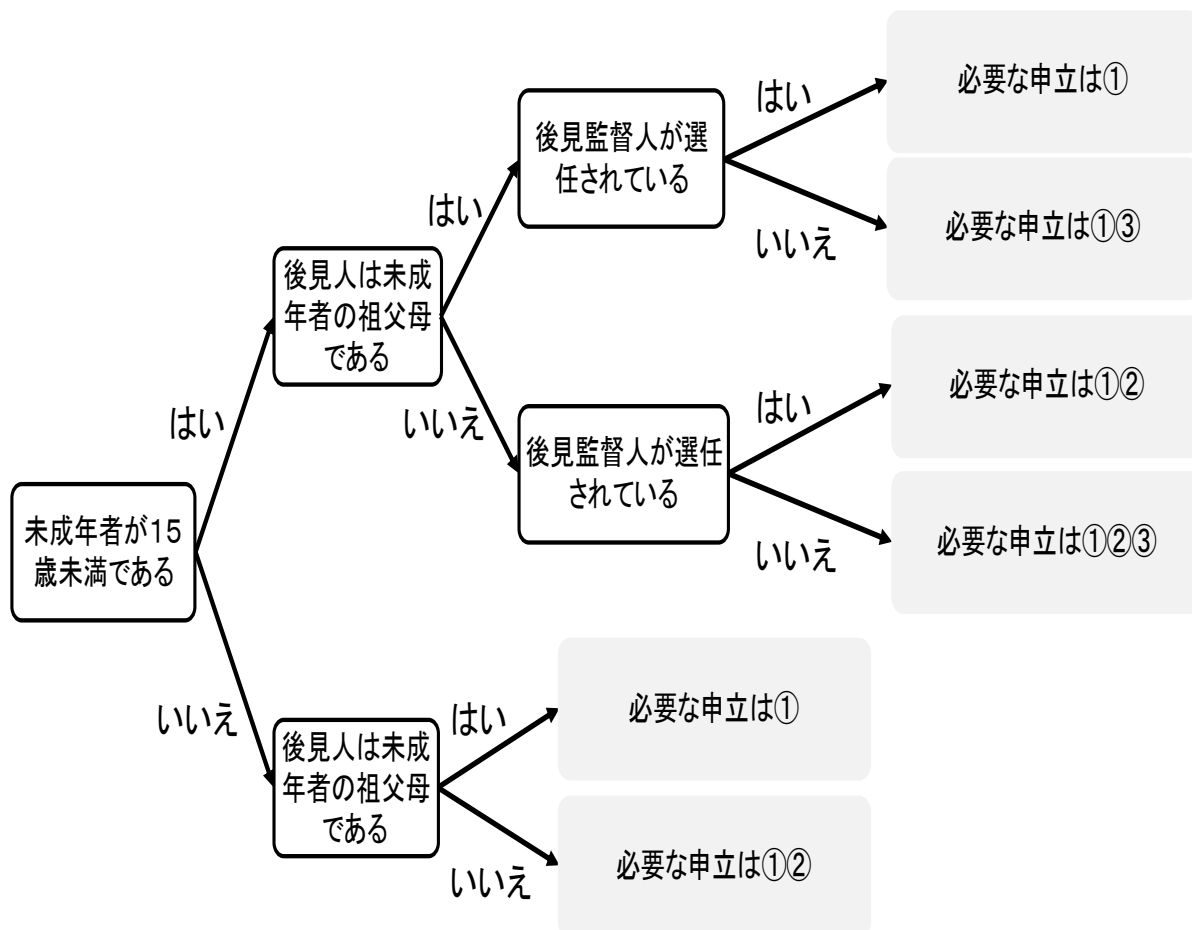 未成年者が15
歳未満である
はい
いいえ
後見人は未成
年者の祖父母
である
はい
いいえ
後見監督人が選
任されている
はい
いいえ
必要な申立は①
必要な申立は①③
後見監督人が選任
されている
はい
いいえ
必要な申立は①②
必要な申立は①②③
後見人は未成
年者の祖父母
である
はい
いいえ
必要な申立は①
必要な申立は①②